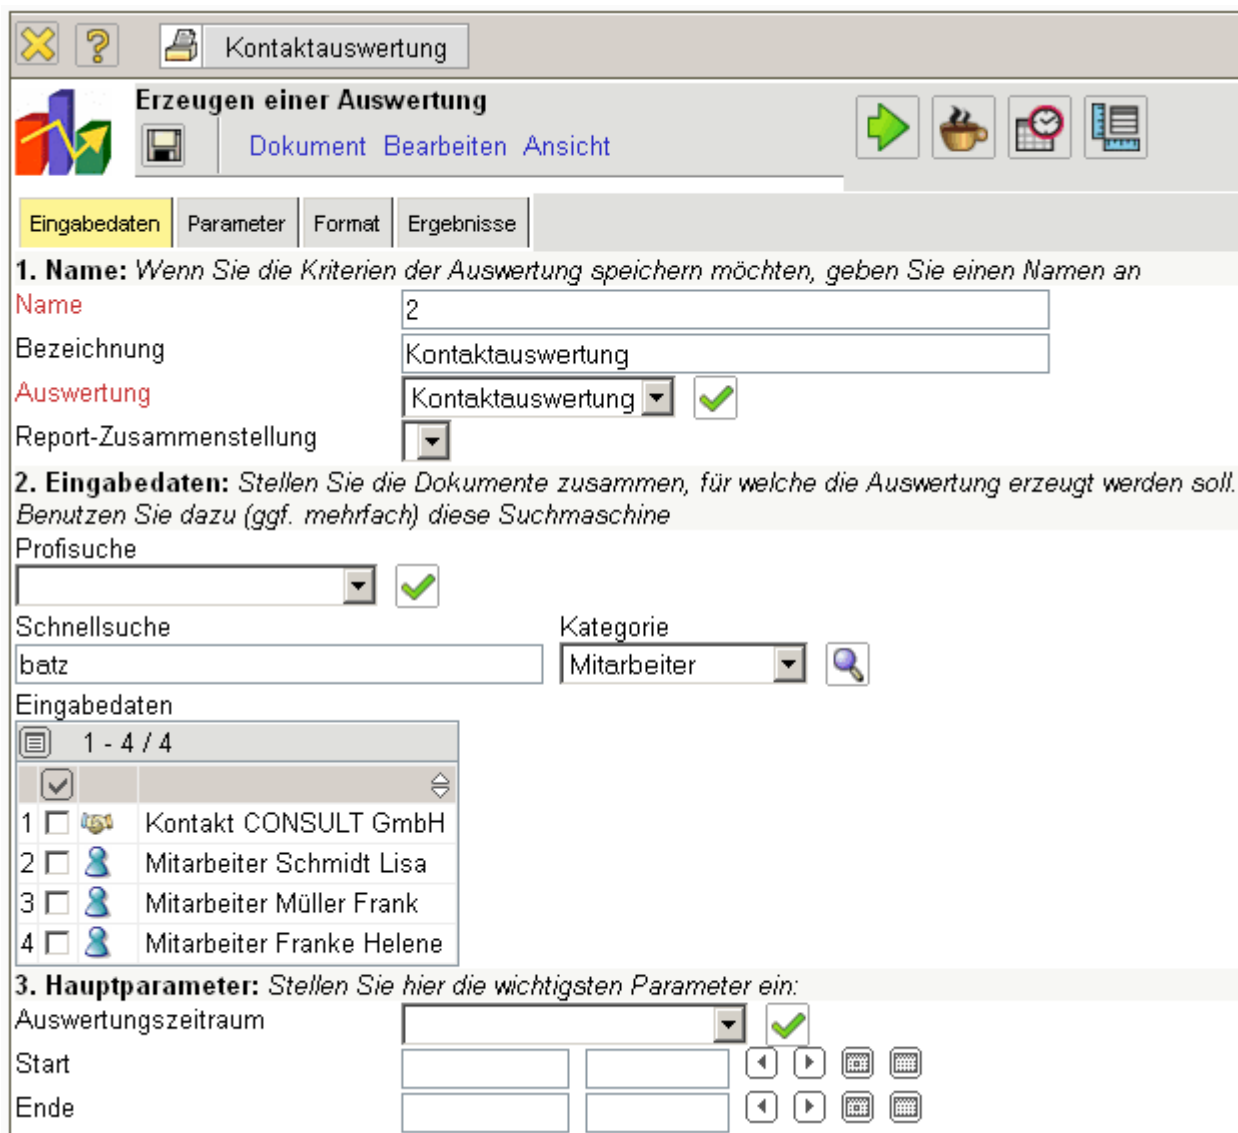 Kontaktauswertung
Erzeugen einer Auswertung
Dokument Bearbeiten Ansicht
Eingabedaten Parameter Format Ergebnisse
1. Name: Wenn Sie die Kriterien der Auswertung speichern möchten, geben Sie einen Namen an
Name 2
Bezeichnung Kontaktauswertung
Auswertung Kontaktauswertung
Report-Zusammenstellung
2. Eingabedaten: Stellen Sie die Dokumente zusammen, für welche die Auswertung erzeugt werden soll.
Benutzen Sie dazu (ggf. mehrfach) diese Suchmaschine
Profisuche
Schnellsuche Kategorie
batz Mitarbeiter
Eingabedaten
1 - 4 / 4
1 Kontakt CONSULT GmbH
2 Mitarbeiter Schmidt Lisa
3 Mitarbeiter Müller Frank
4 Mitarbeiter Franke Helene
3. Hauptparameter: Stellen Sie hier die wichtigsten Parameter ein:
Auswertungszeitraum
Start
Ende